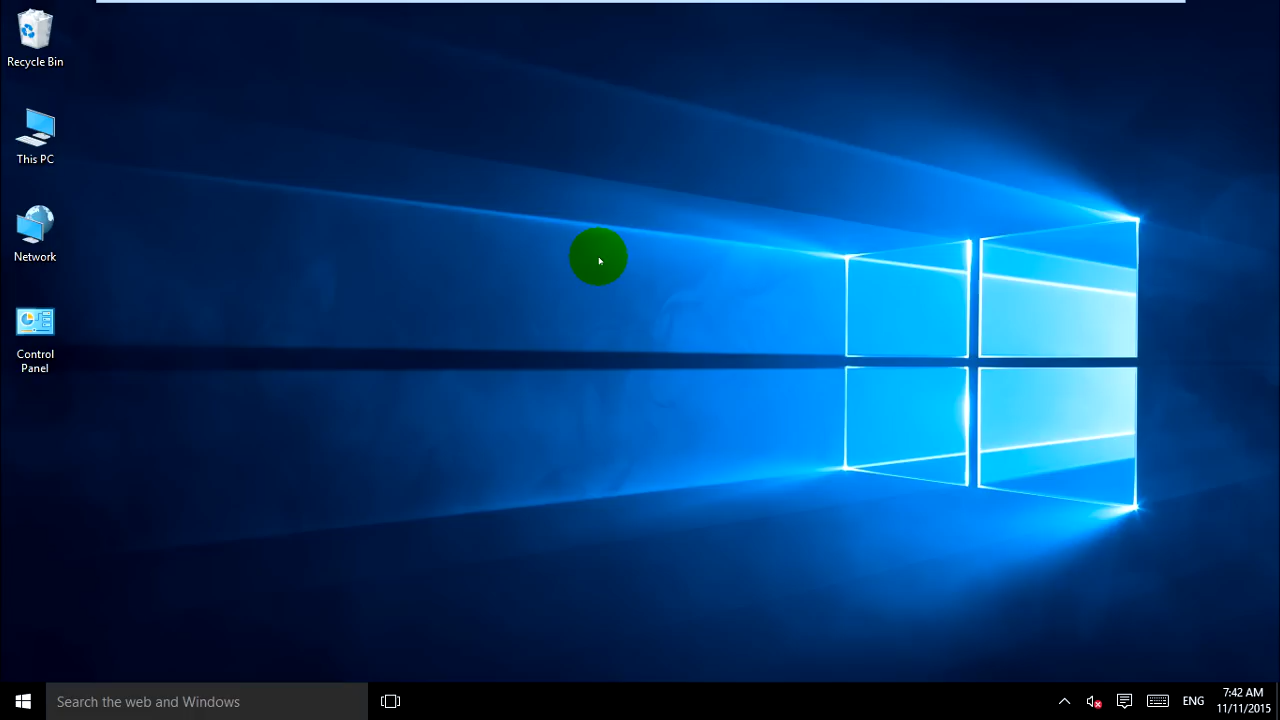 Recycle Bin
This PC
Network
Control
Panel
Search the web and Windows
ENG
7:42 AM
11/11/2015